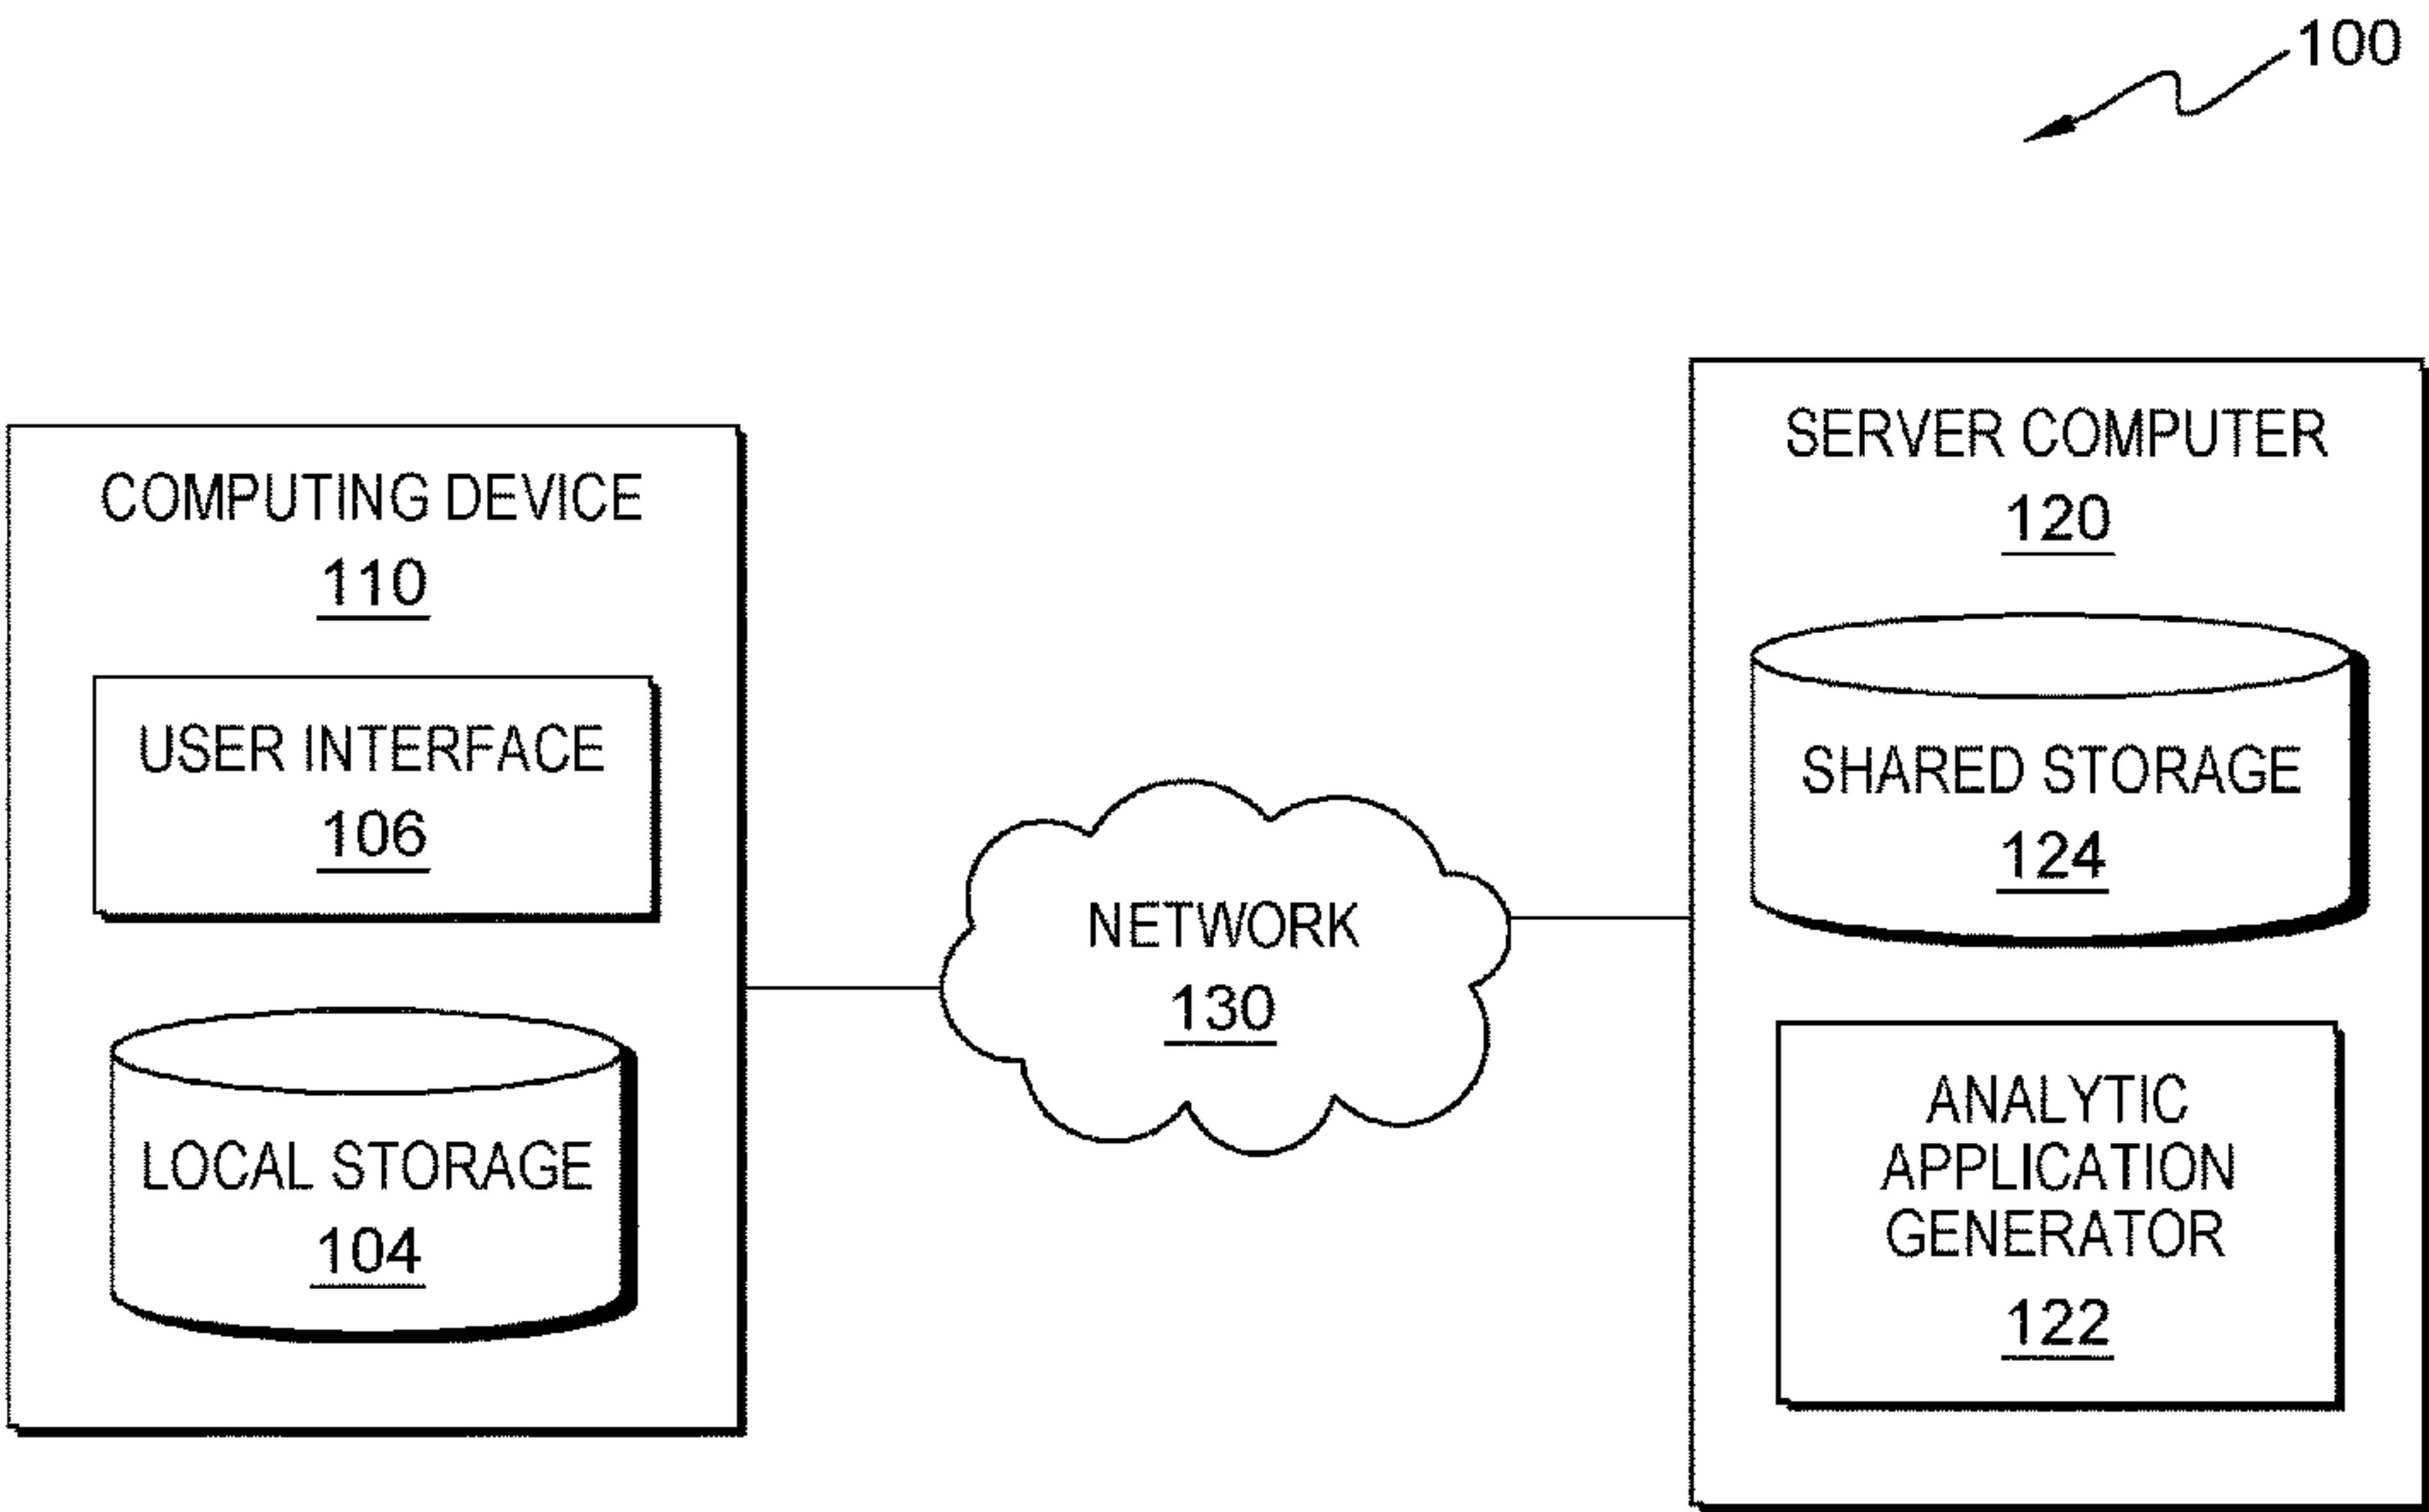 100
COMPUTING DEVICE
110
USER INTERFACE
106
LOCAL STORAGE
104
NETWORK
130
SERVER COMPUTER
120
SHARED STORAGE
124
ANALYTIC
APPLICATION
GENERATOR
122